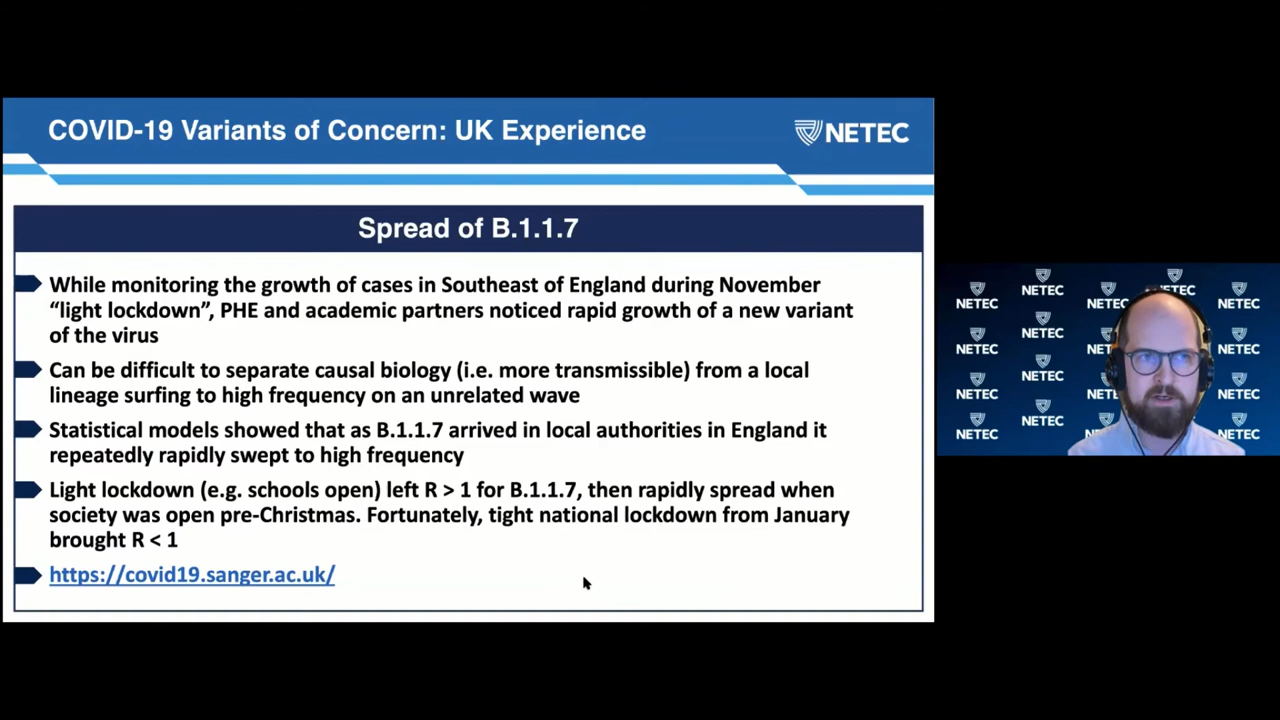 COVID-19 Variants of Concern: UK Experience
NETEC
Spread of B.1.1.7
While monitoring the growth of cases in Southeast of England during November
“light lockdown”, PHE and academic partners noticed rapid growth of a new variant
of the virus
Can be difficult to separate causal biology (i.e. more transmissible) from a local
lineage surfing to high frequency on an unrelated wave
Statistical models showed that as B.1.1.7 arrived in local authorities in England it
repeatedly rapidly swept to high frequency
Light lockdown (e.g. schools open) left R > 1 for B.1.1.7, then rapidly spread when
society was open pre-Christmas. Fortunately, tight national lockdown from January
brought R < 1
https://covid19.sanger.ac.uk/
NETEC NETEC NETEC NETEC NETEC
NETEC NETEC NETEC
NETEC NETEC NETEC
NETEC NETEC NETEC